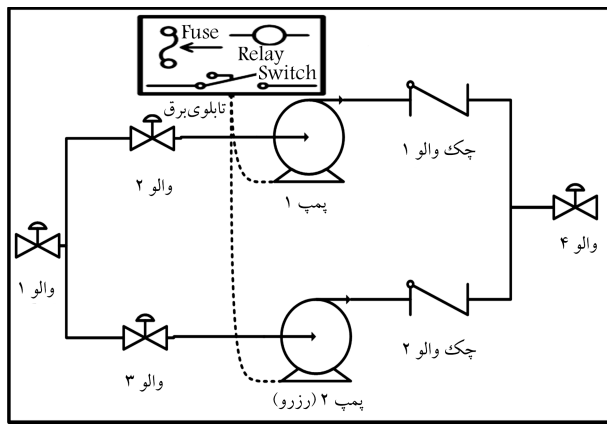 Fuse
Relay
Switch
تابلوی برق
والو ۱
والو ۲
پمپ ۱
چک والو ۱
والو ۴
والو ۳
پمپ ۲ (رزرو)
چک والو ۲